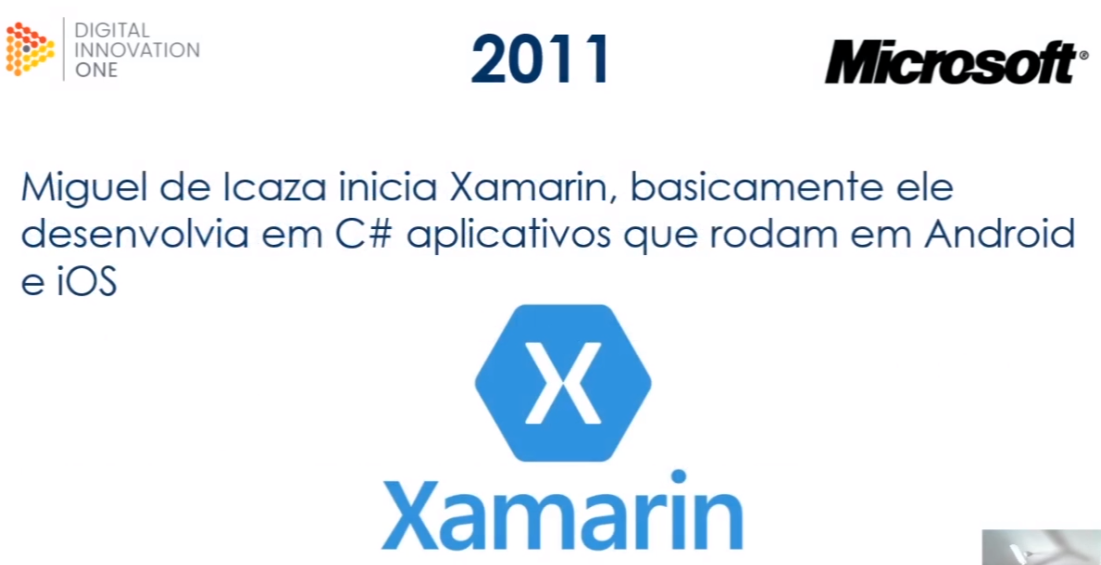 DIGITAL
INNOVATION
ONE
2011
Microsoft®
Miguel de Icaza inicia Xamarin, basicamente ele
desenvolvia em C# aplicativos que rodam em Android
e iOS
X
Xamarin